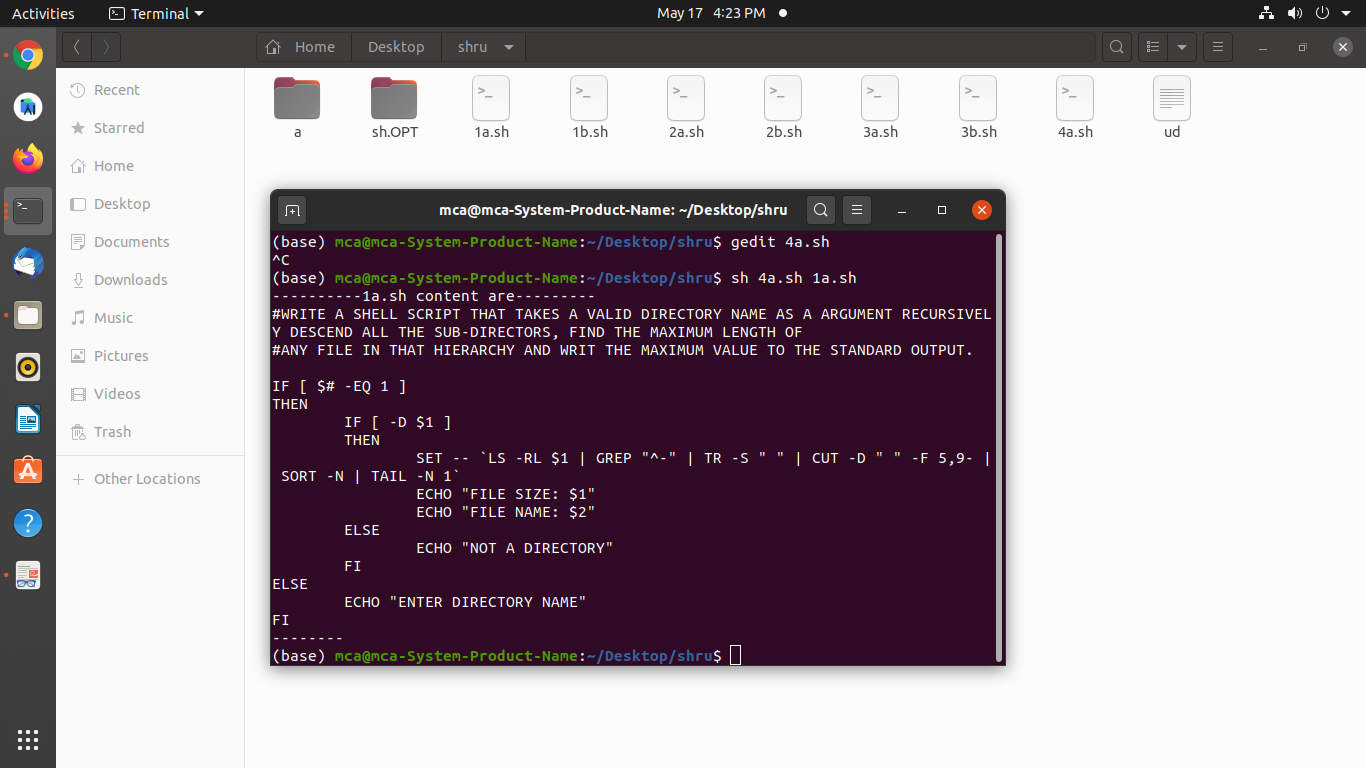 Activities
Terminal
May 17 4:23 PM
Home
Desktop
shru
Recent
Starred
Home
Desktop
Documents
Downloads
Music
Pictures
Videos
Trash
Other Locations
a
sh.OPT
1a.sh
1b.sh
2a.sh
2b.sh
3a.sh
3b.sh
4a.sh
ud
mca@mca-System-Product-Name: ~/Desktop/shru
(base) mca@mca-System-Product-Name:~/Desktop/shru$ gedit 4a.sh
^C
(base) mca@mca-System-Product-Name:~/Desktop/shru$ sh 4a.sh 1a.sh
----------1a.sh content are---------
#WRITE A SHELL SCRIPT THAT TAKES A VALID DIRECTORY NAME AS A ARGUMENT RECURSIVEL
Y DESCEND ALL THE SUB-DIRECTORS, FIND THE MAXIMUM LENGTH OF
#ANY FILE IN THAT HIERARCHY AND WRIT THE MAXIMUM VALUE TO THE STANDARD OUTPUT.
IF [ $# -EQ 1 ]
THEN
IF [ -D $1 ]
THEN
SET -- `LS -RL $1 | GREP "^-" | TR -S " " | CUT -D " " -F 5,9- |
SORT -N | TAIL -N 1`
ECHO "FILE SIZE: $1"
ECHO "FILE NAME: $2"
ELSE
ECHO "NOT A DIRECTORY"
FI
ELSE
ECHO "ENTER DIRECTORY NAME"
FI
--------
(base) mca@mca-System-Product-Name:~/Desktop/shru$